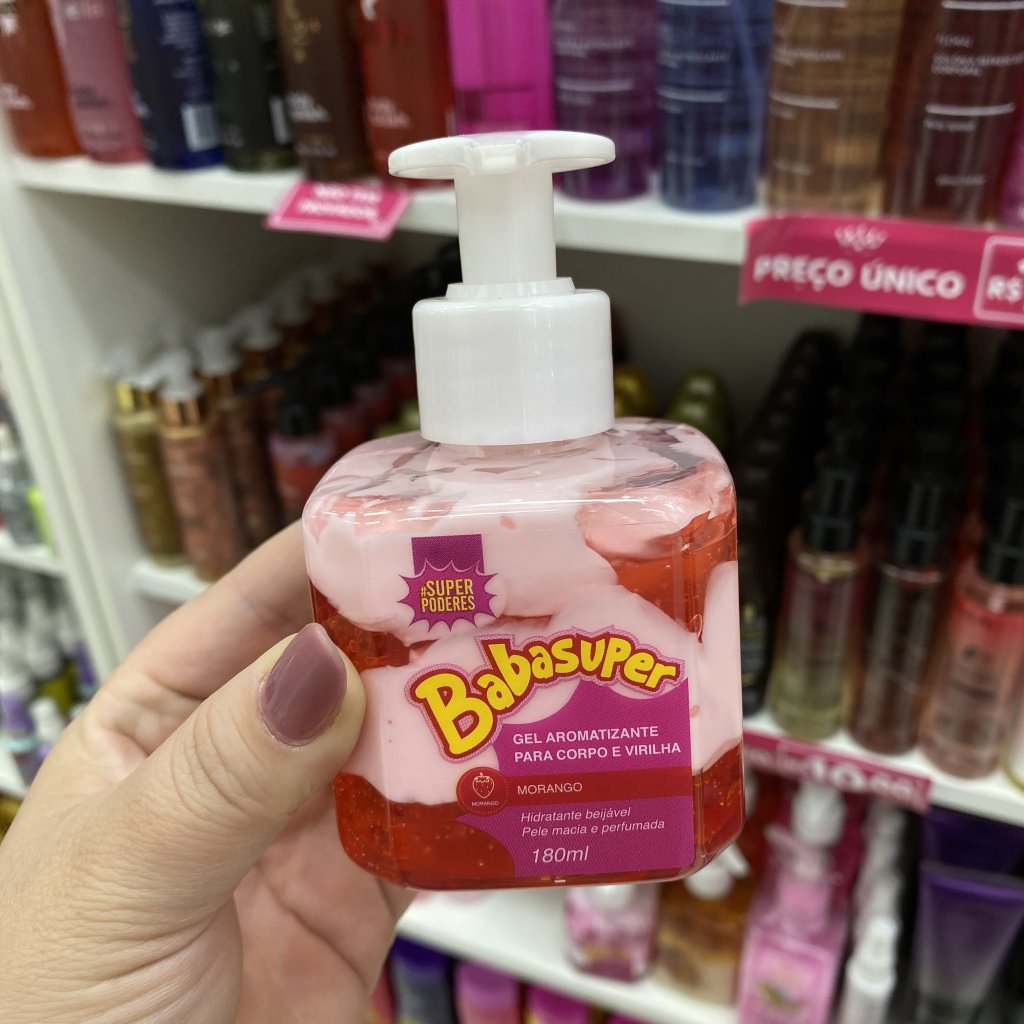 PREÇO ÚNICO
R$
#SUPER
PODERES
Babasuper
GEL AROMATIZANTE
PARA CORPO E VIRILHA
MORANGO
MORANGO
Hidratante beijável
Pele macia e perfumada
180ml